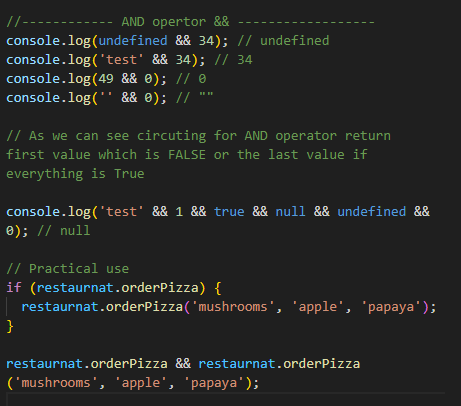 //------------ AND opertor && ------------------
console.log(undefined && 34); // undefined
console.log('test' && 34); // 34
console.log(49 && 0); // 0
console.log('' && 0); // ""
// As we can see circuting for AND operator return
first value which is FALSE or the last value if
everything is True
console.log('test' && 1 && true && null && undefined &&
0); // null
// Practical use
if (restaurnat.orderPizza) {
restaurnat.orderPizza('mushrooms', 'apple', 'papaya');
}
restaurnat.orderPizza && restaurnat.orderPizza
('mushrooms', 'apple', 'papaya');